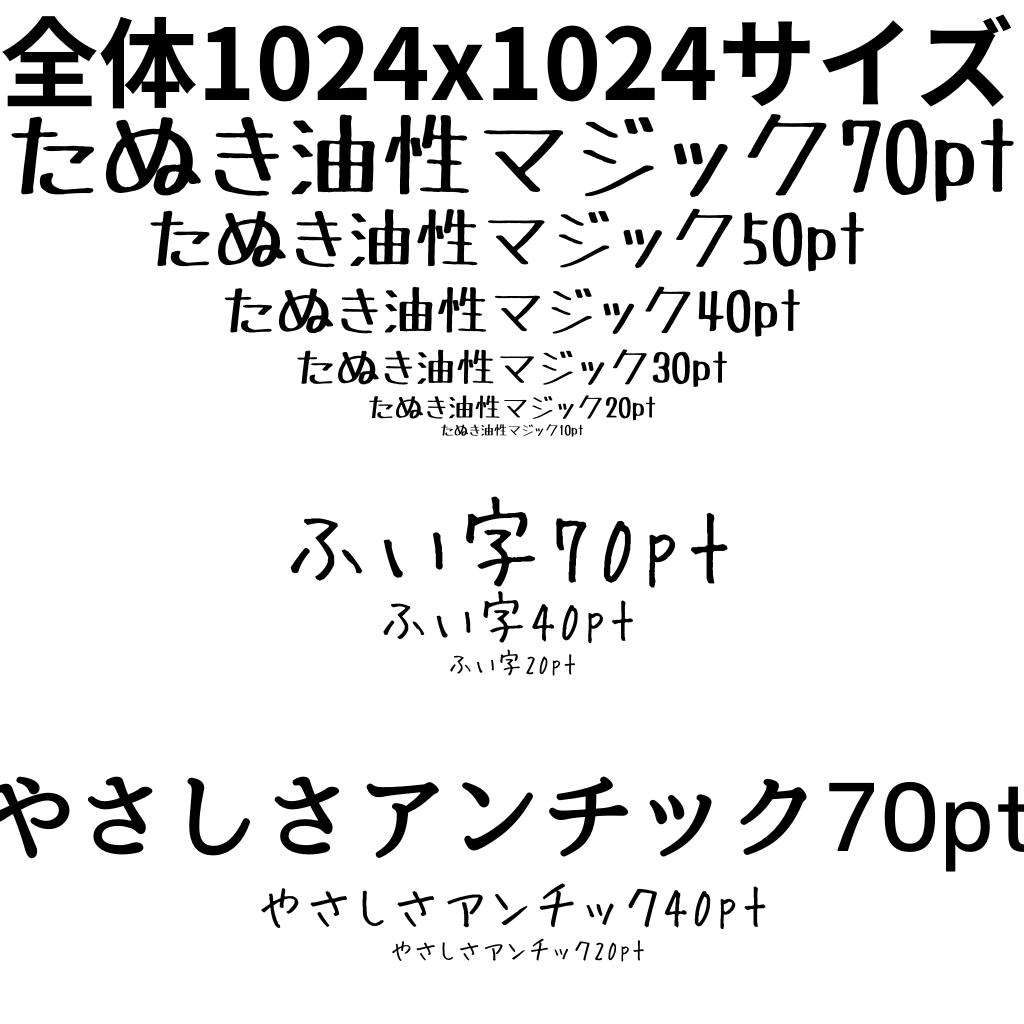 全体1024x1024サイズ
たぬき油性マジック70pt
たぬき油性マジック50pt
たぬき油性マジック40pt
たぬき油性マジック30pt
たぬき油性マジック20pt
たぬき油性マジック10pt
ふい字70pt
ふい字40pt
ふい字20pt
やさしさアンチック70pt
やさしさアンチック40pt
やさしさアンチック20pt